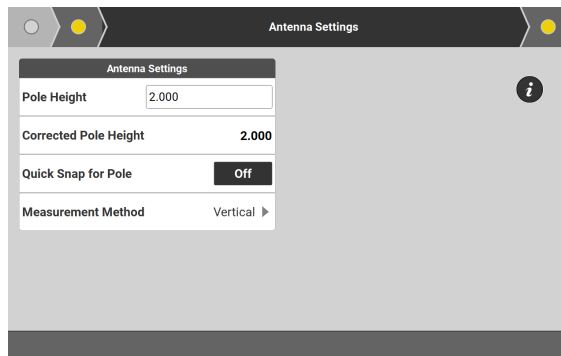 Antenna Settings
Antenna Settings
Pole Height 2.000
Corrected Pole Height 2.000
Quick Snap for Pole Off
Measurement Method Vertical
i